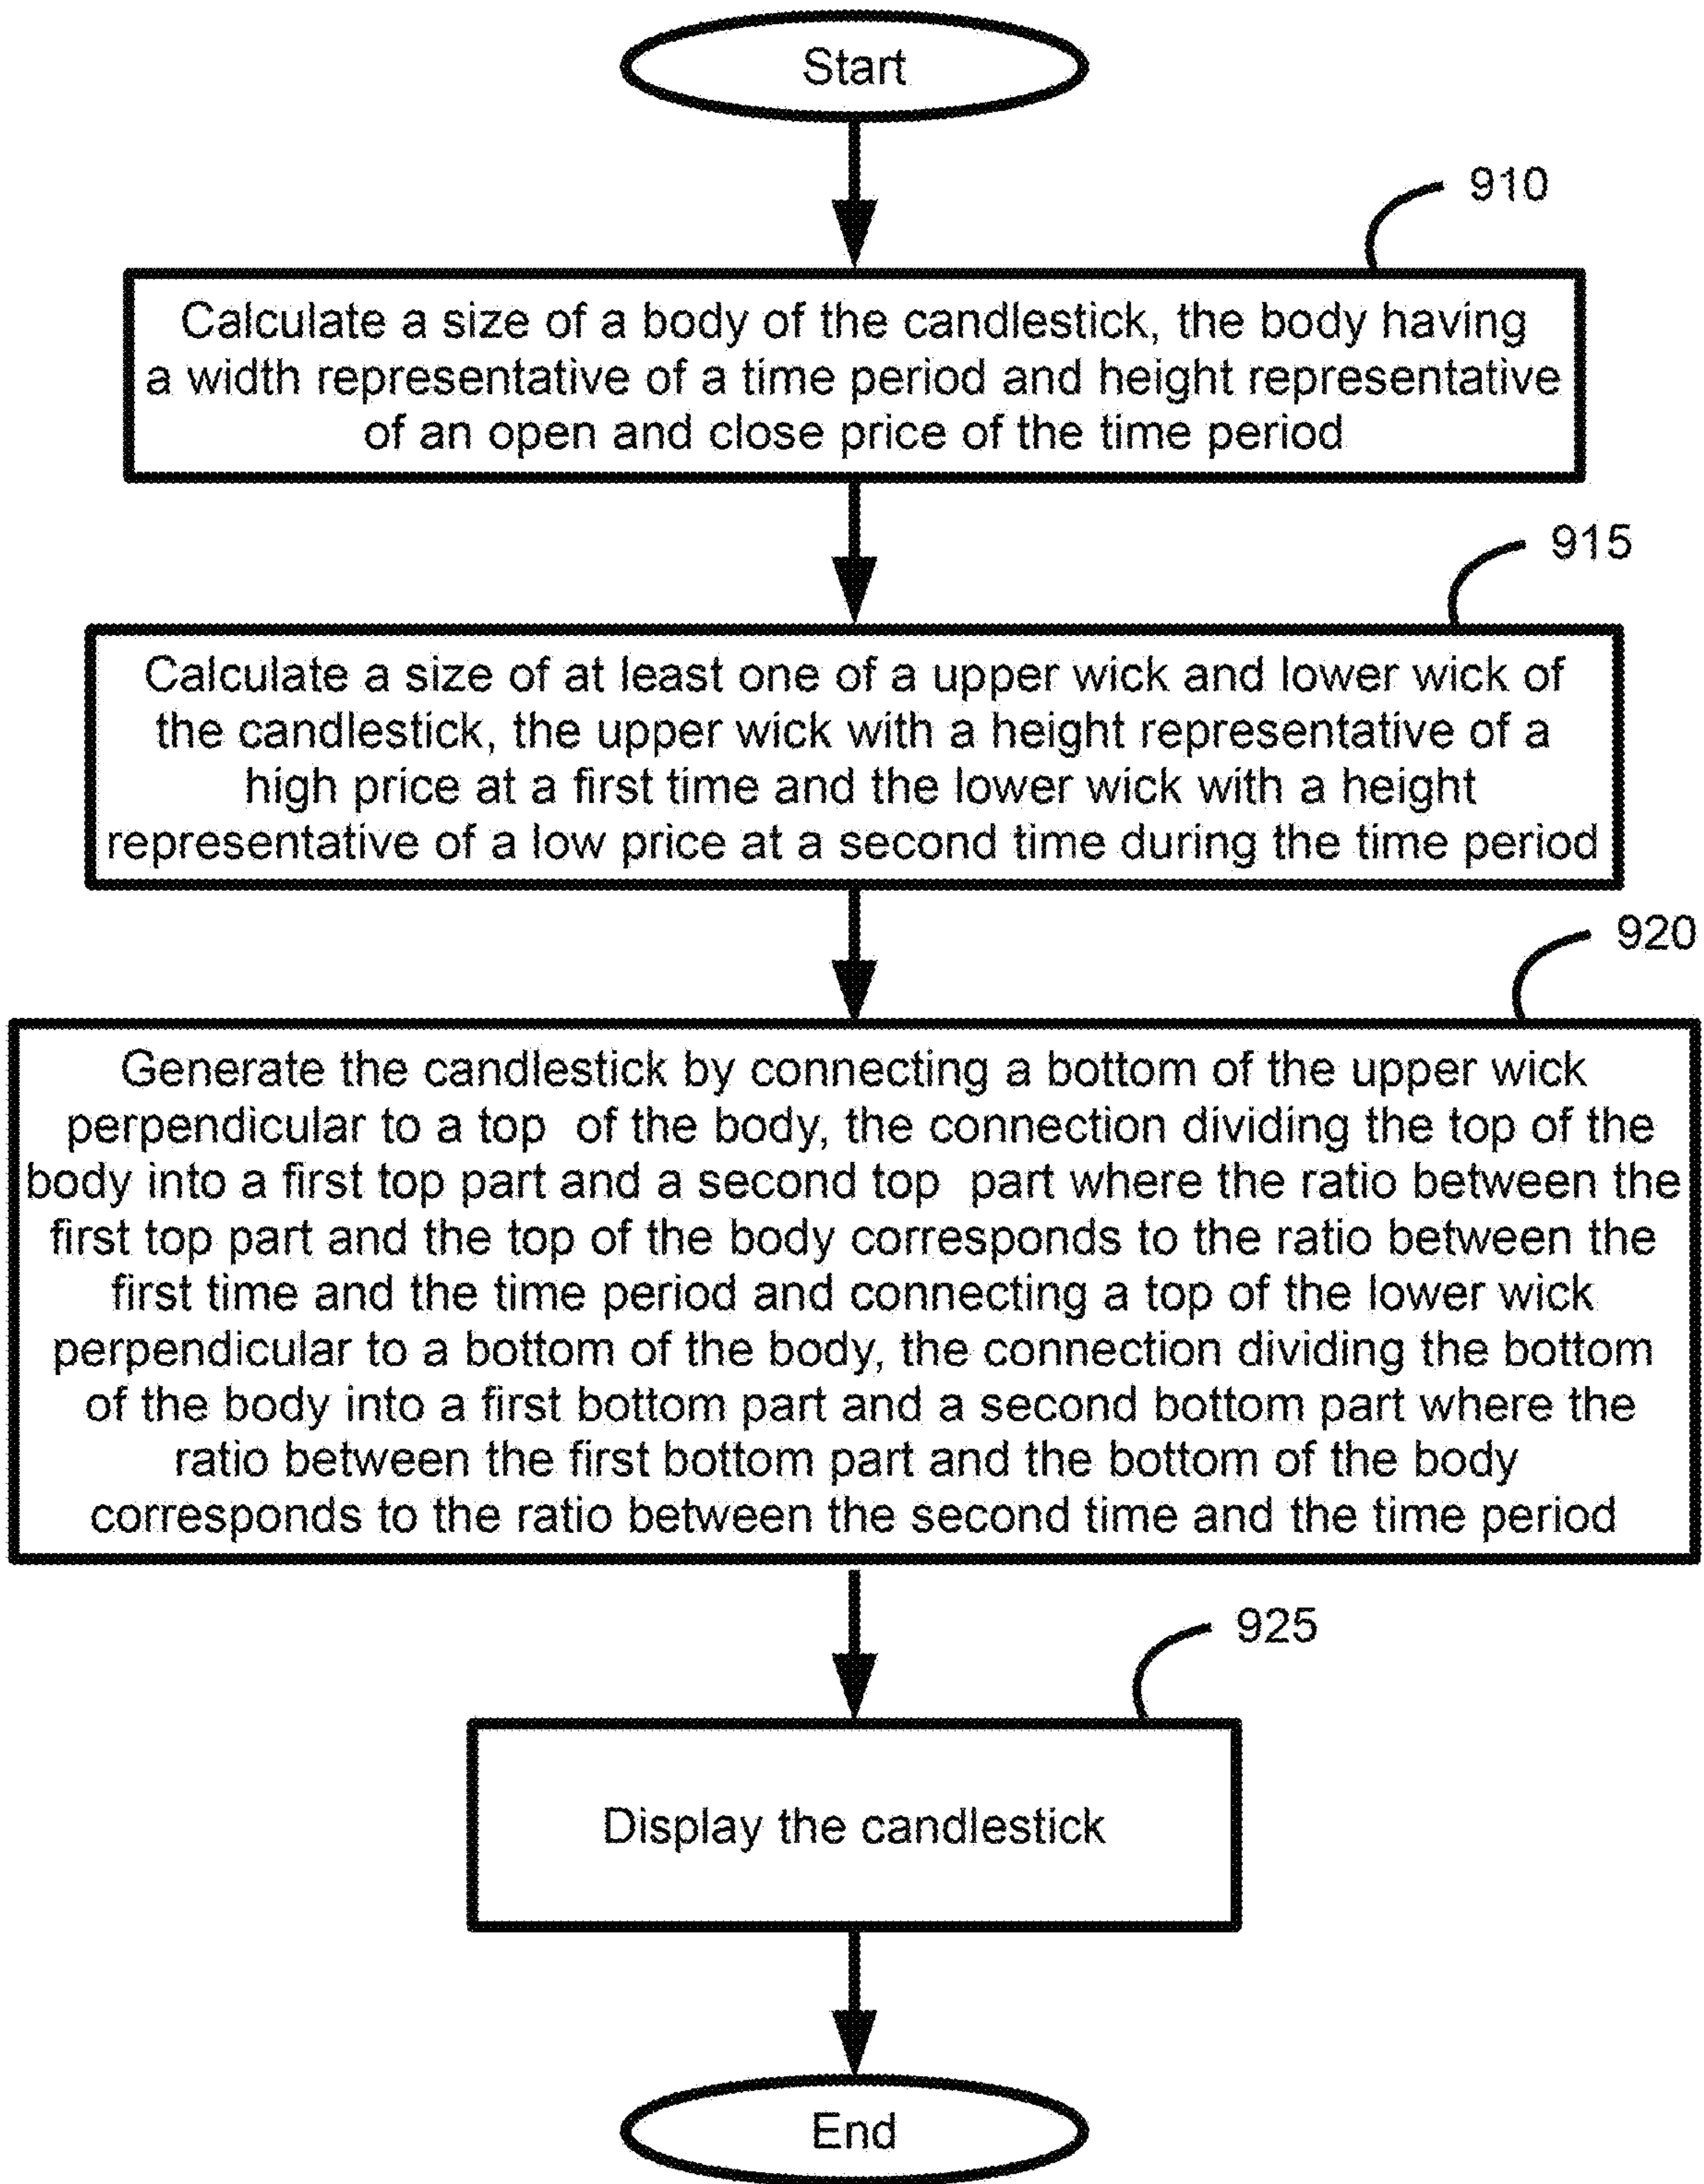 Start
910
Calculate a size of a body of the candlestick, the body having
a width representative of a time period and height representative
of an open and close price of the time period
915
Calculate a size of at least one of a upper wick and lower wick of
the candlestick, the upper wick with a height representative of a
high price at a first time and the lower wick with a height
representative of a low price at a second time during the time period
920
Generate the candlestick by connecting a bottom of the upper wick
perpendicular to a top of the body, the connection dividing the top of the
body into a first top part and a second top part where the ratio between the
first top part and the top of the body corresponds to the ratio between the
first time and the time period and connecting a top of the lower wick
perpendicular to a bottom of the body, the connection dividing the bottom
of the body into a first bottom part and a second bottom part where the
ratio between the first bottom part and the bottom of the body
corresponds to the ratio between the second time and the time period
925
Display the candlestick
End